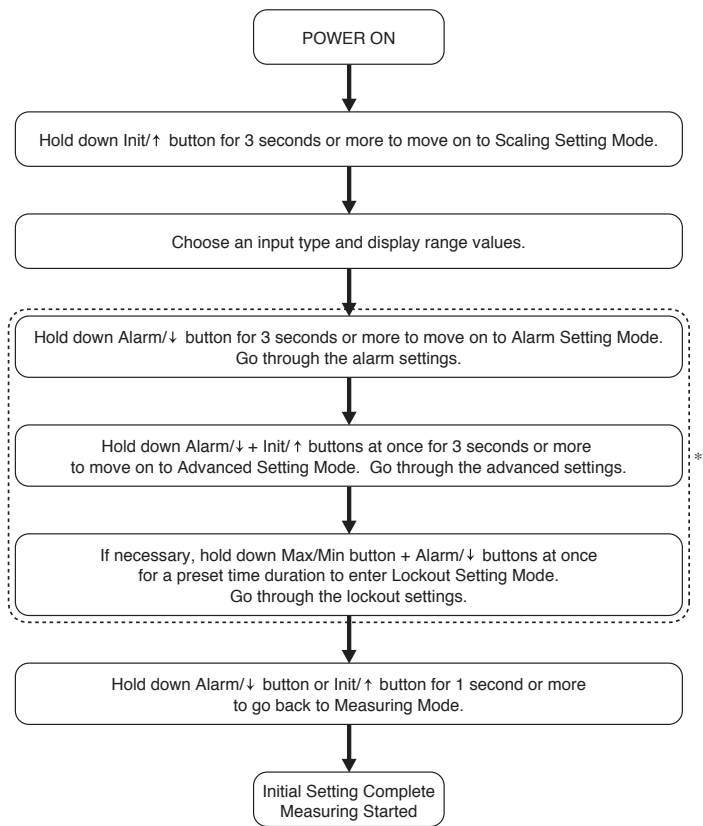 POWER ON
Hold down Init/↑ button for 3 seconds or more to move on to Scaling Setting Mode.
Choose an input type and display range values.
Hold down Alarm/↓ button for 3 seconds or more to move on to Alarm Setting Mode.
Go through the alarm settings.
Hold down Alarm/↓ + Init/↑ buttons at once for 3 seconds or more
to move on to Advanced Setting Mode.  Go through the advanced settings.
*
If necessary, hold down Max/Min button + Alarm/↓ buttons at once
for a preset time duration to enter Lockout Setting Mode.
Go through the lockout settings.
Hold down Alarm/↓ button or Init/↑ button for 1 second or more
to go back to Measuring Mode.
Initial Setting Complete
Measuring Started